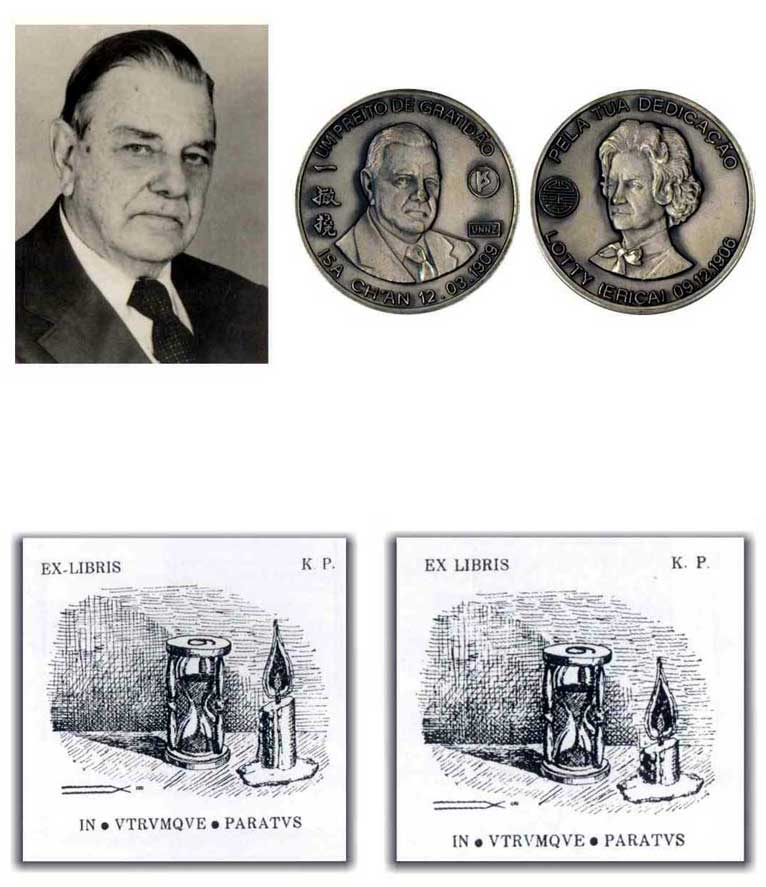 UM PREITO DE GRATIDÃO
UNNZ
ISA CH'AN 12.03.1909
PELA TUA DEDICAÇÃO
LOTTY (ERICA) 09.12.1906
EX-LIBRIS K. P.
IN ● VTRVMQVE ● PARATVS
EX LIBRIS K. P.
IN ● VTRVMQVE ● PARATVS